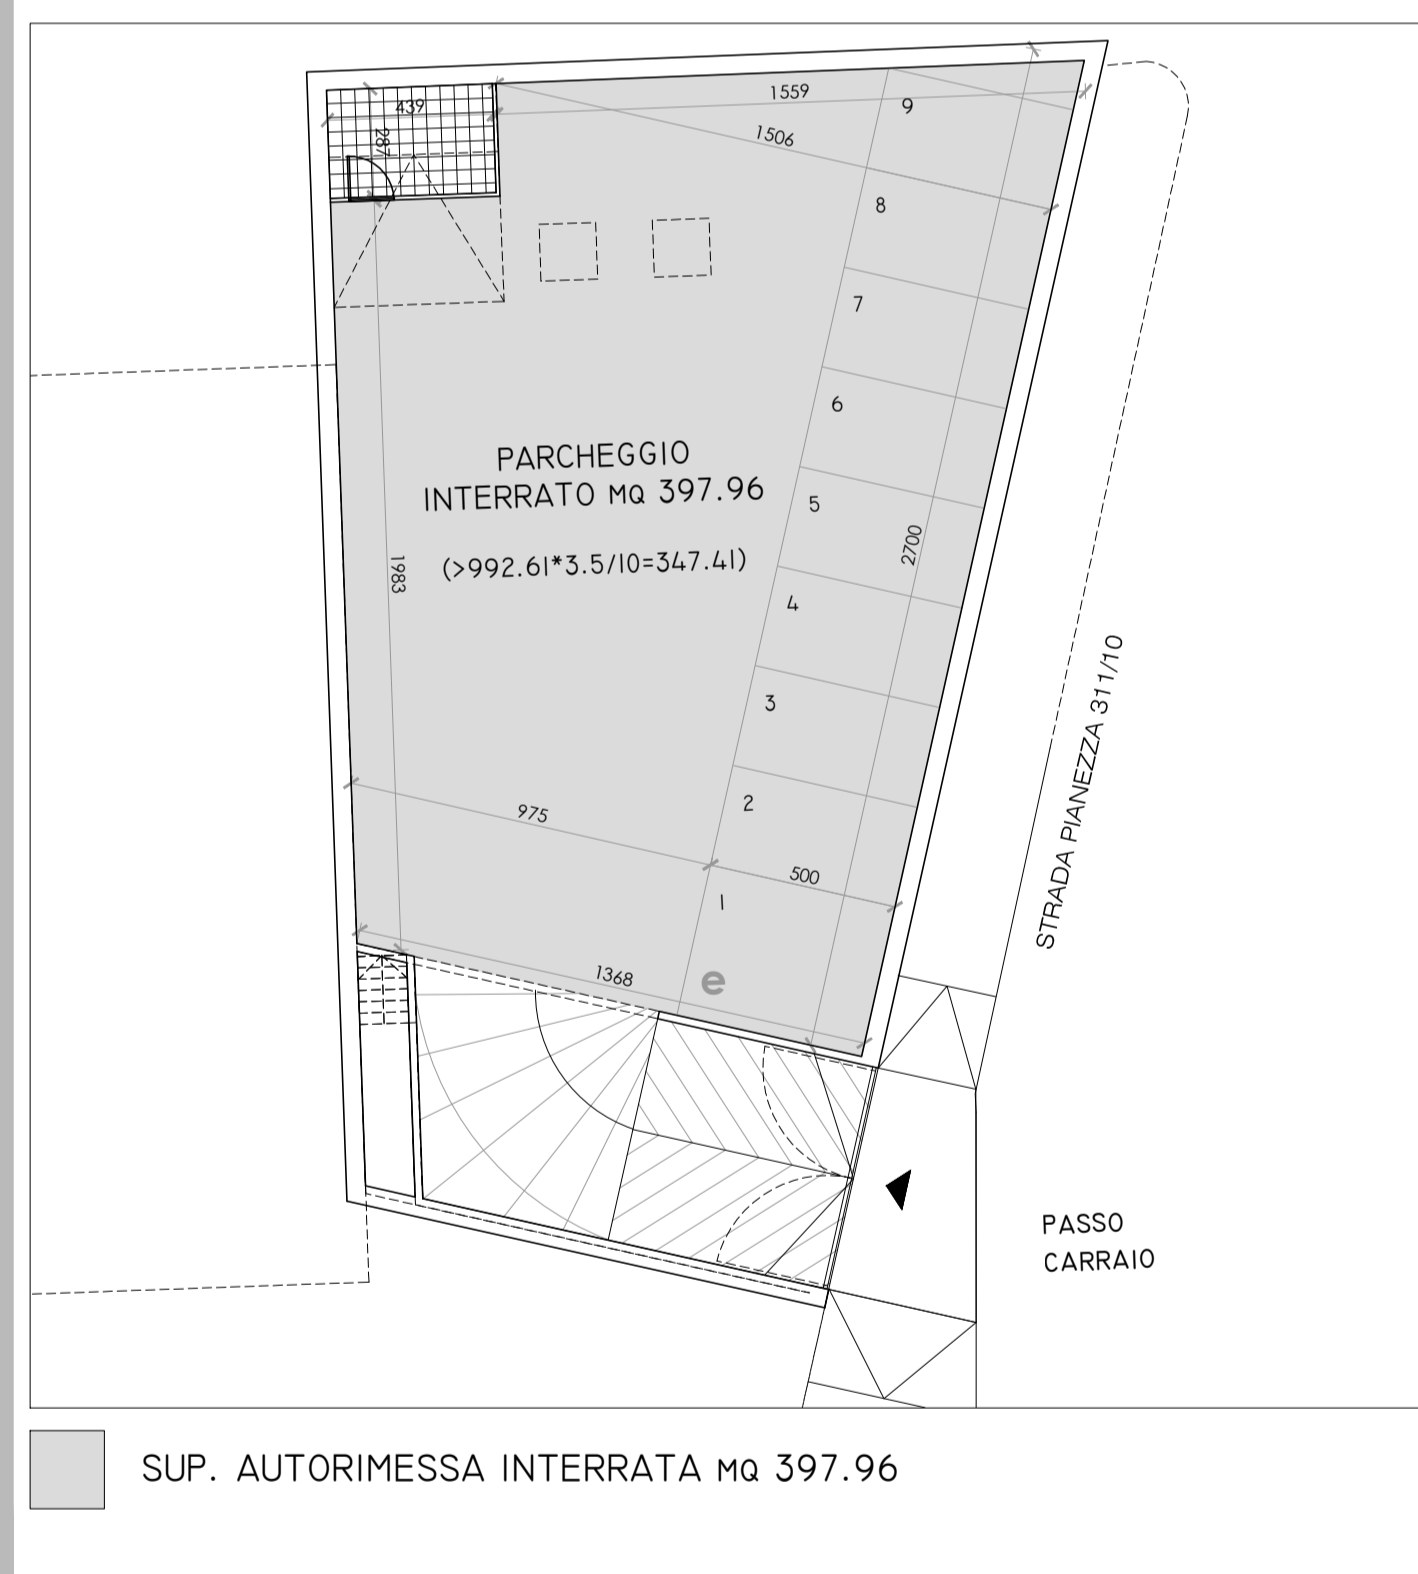 439
287
1559
1506
9
8
7
6
5
4
3
2
1
PARCHEGGIO
INTERRATO MQ 397.96
(>992.61*3.5/10=347.41)
1983
2700
975
500
1368
e
STRADA PIANEZZA 311/10
PASSO
CARRAIO
SUP. AUTORIMESSA INTERRATA MQ 397.96